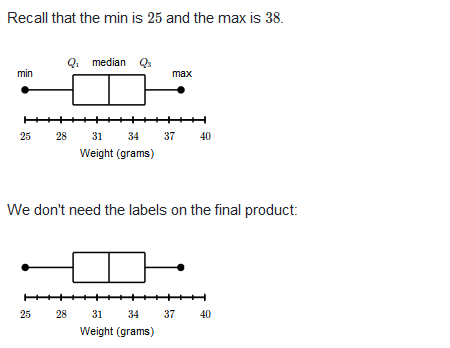 Recall that the min is 25 and the max is 38.
Q₁ median Q₃
min max
25 28 31 34 37 40
Weight (grams)
We don't need the labels on the final product:
25 28 31 34 37 40
Weight (grams)